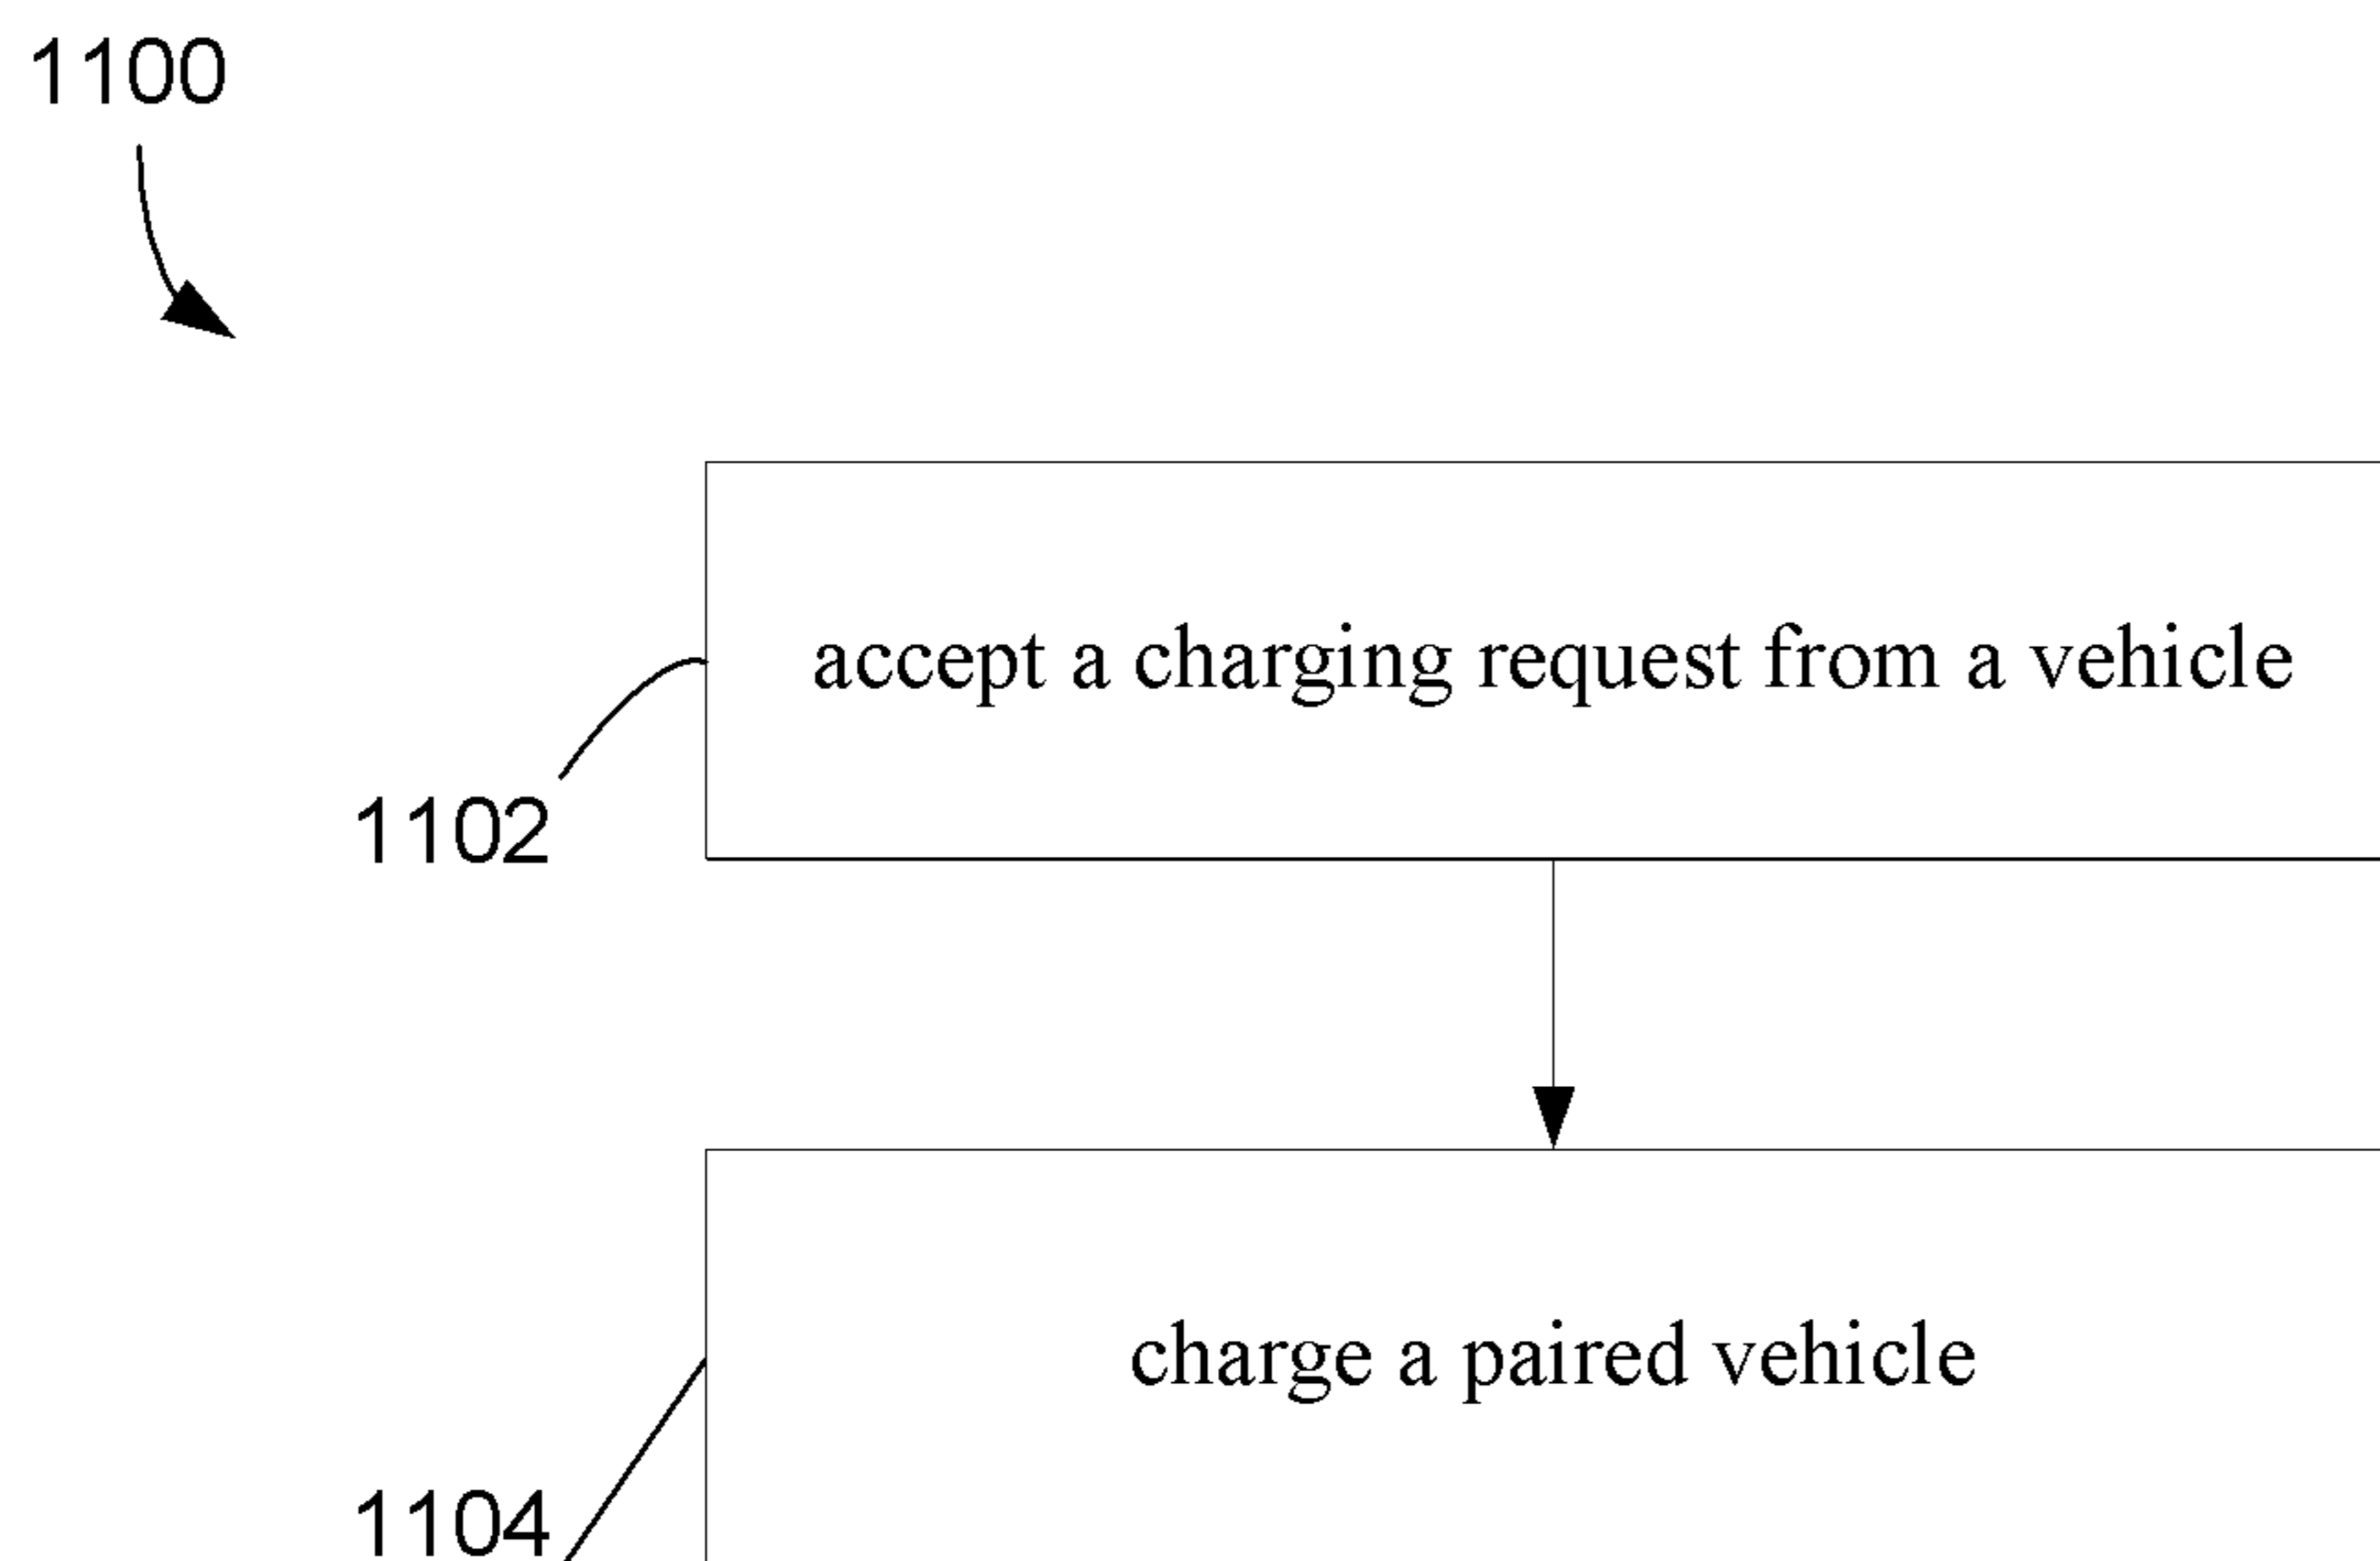 1100
accept a charging request from a vehicle
1102
charge a paired vehicle
1104